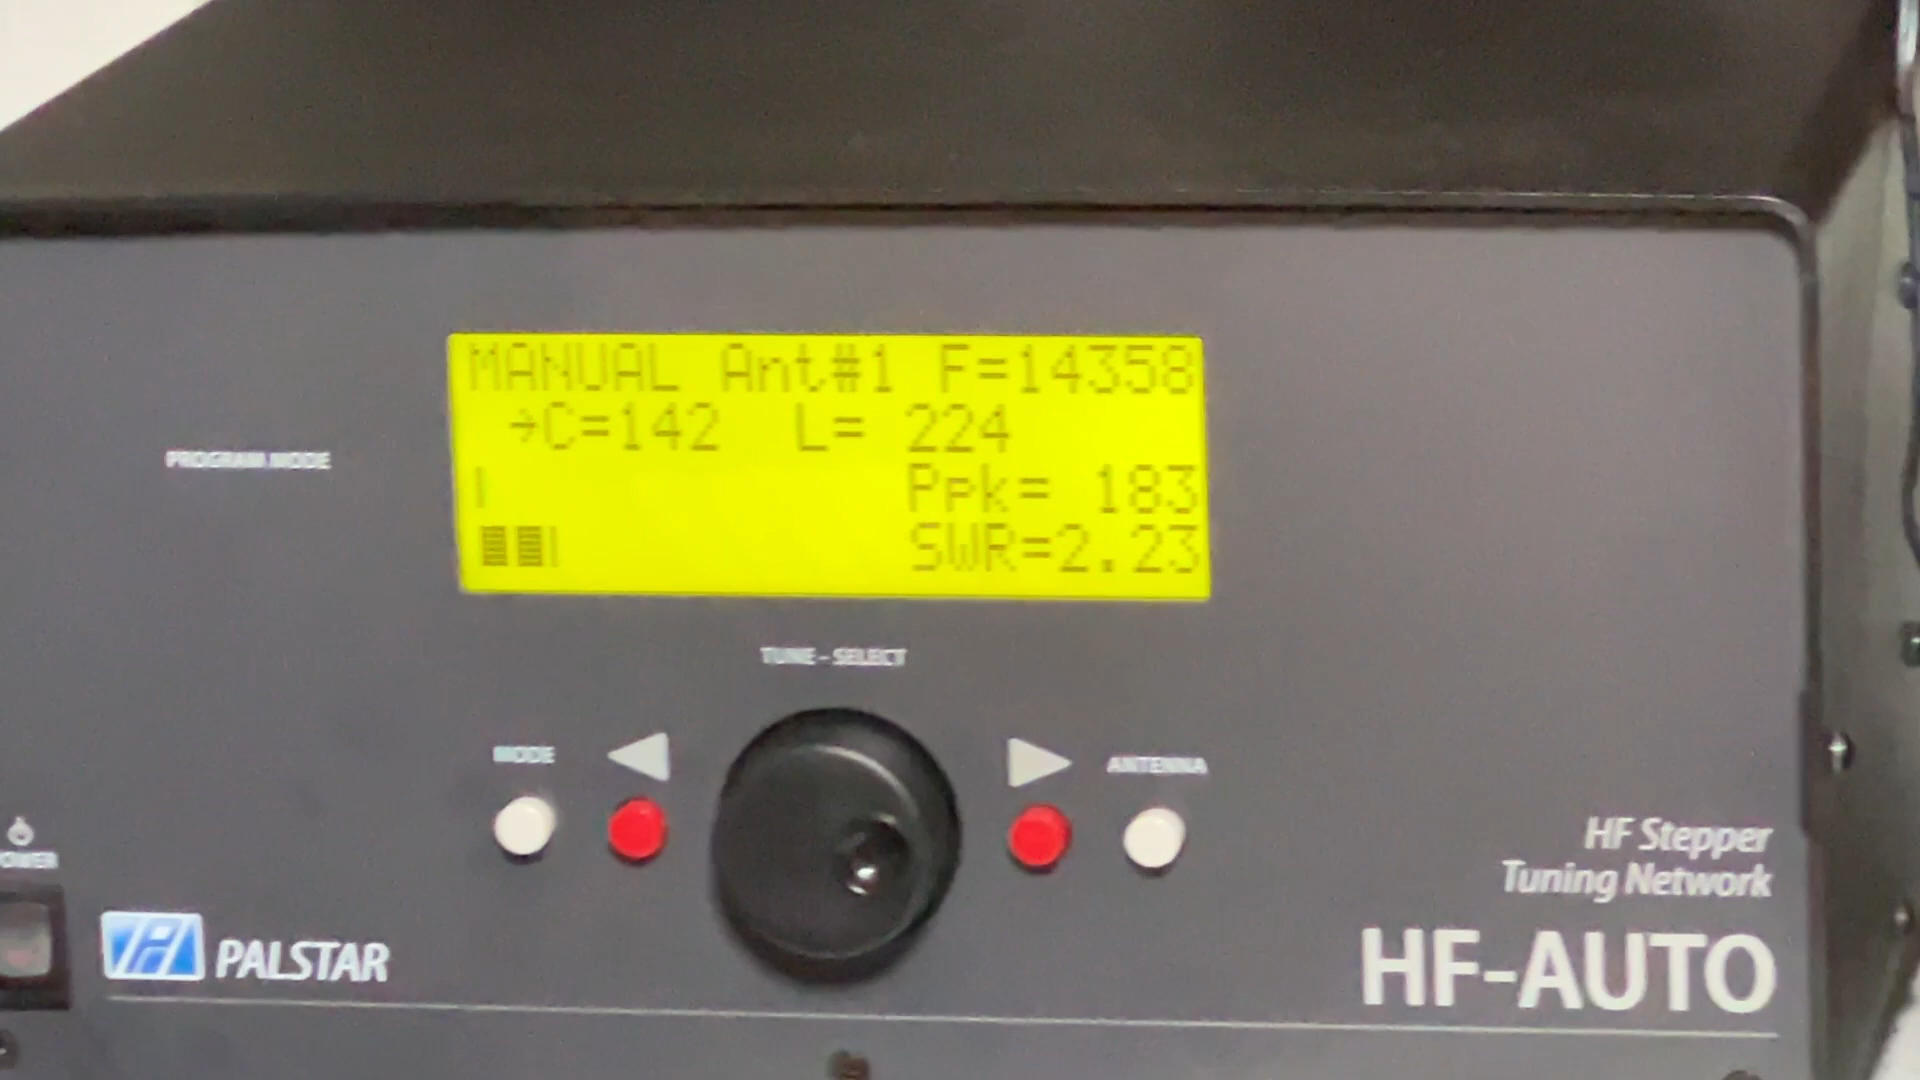 MANUAL Ant#1 F=14358
→C=142 L= 224
Ppk= 183
SWR=2.23
PROGRAM MODE
TUNE - SELECT
MODE
ANTENNA
POWER
HF Stepper
Tuning Network
PALSTAR
HF-AUTO